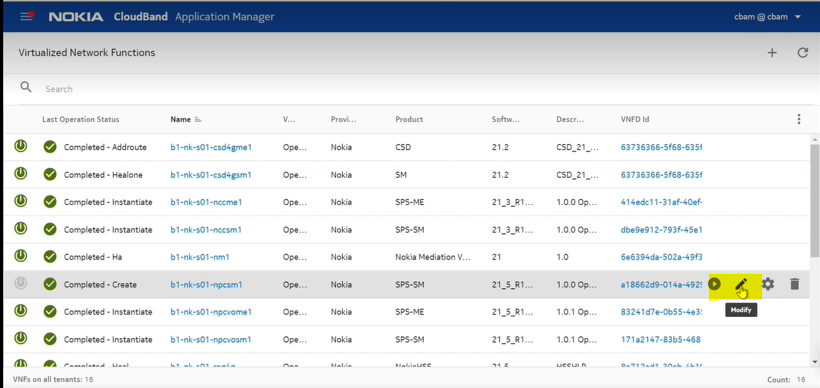 NOKIA CloudBand Application Manager cbam @ cbam
Virtualized Network Functions
Search
Last Operation Status Name V... Provi... Product Softw... Descr... VNFD Id
Completed - Addroute b1-nk-s01-csd4gme1 Ope... Nokia CSD 21.2 CSD_21_... 63736366-5f68-635f
Completed - Healone b1-nk-s01-csd4gsm1 Ope... Nokia SM 21.2 CSD_21_... 63736366-5f68-635f
Completed - Instantiate b1-nk-s01-nccme1 Ope... Nokia SPS-ME 21_3_R1... 1.0.0 Op... 414edc11-31af-40ef-
Completed - Instantiate b1-nk-s01-nccsm1 Ope... Nokia SPS-SM 21_3_R1... 1.0.0 Op... dbe9e912-793f-45e1
Completed - Ha b1-nk-s01-nm1 Ope... Nokia Nokia Mediation V... 21 1.0 6e6394da-502a-49f3
Completed - Create b1-nk-s01-npcsm1 Ope... Nokia SPS-SM 21_5_R1... 1.0.0 Op... a18662d9-014a-492
Modify
Completed - Instantiate b1-nk-s01-npcvome1 Ope... Nokia SPS-ME 21_5_R1... 1.0.1 Op... 83241d7e-0b55-4e3
Completed - Instantiate b1-nk-s01-npcvosm1 Ope... Nokia SPS-SM 21_5_R1... 1.0.1 Op... 171a2147-83b5-468
VNFs on all tenants: 16 Count: 16